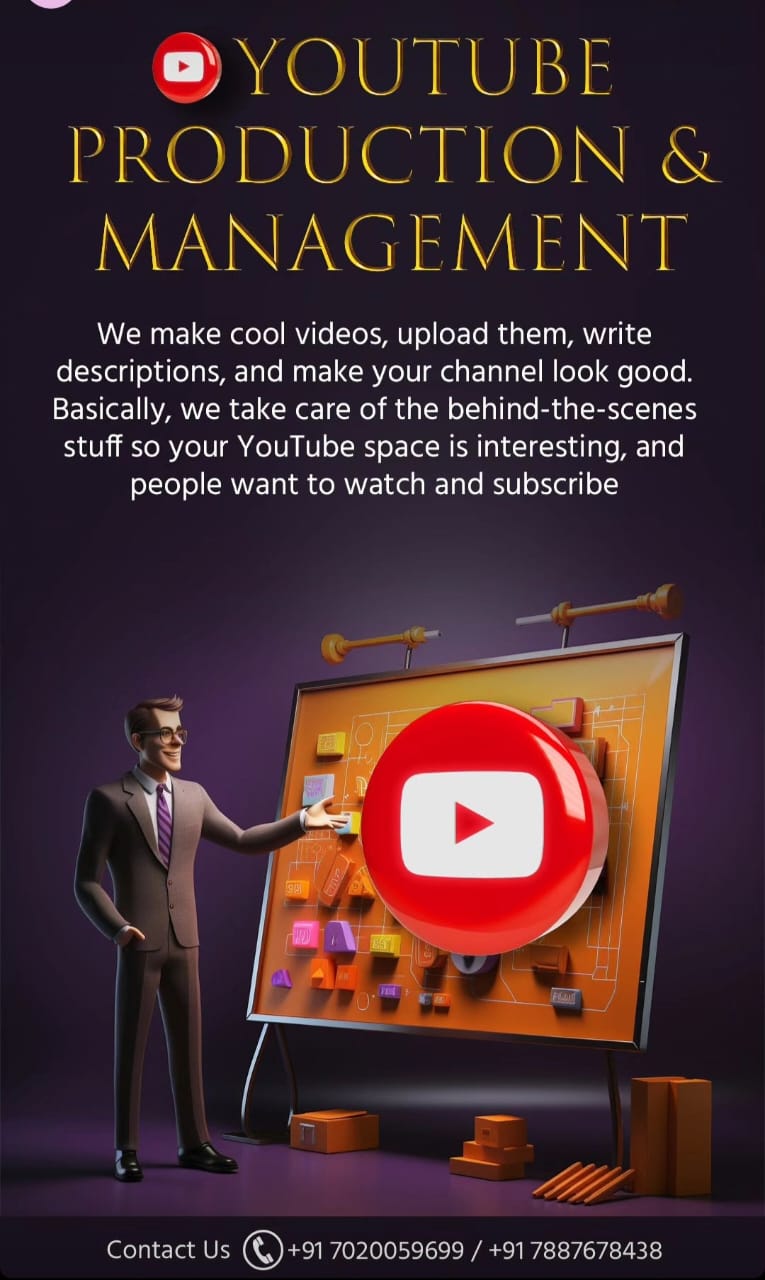 YOUTUBE
PRODUCTION &
MANAGEMENT
We make cool videos, upload them, write
descriptions, and make your channel look good.
Basically, we take care of the behind-the-scenes
stuff so your YouTube space is interesting, and
people want to watch and subscribe
Contact Us +91 7020059699 / +91 7887678438